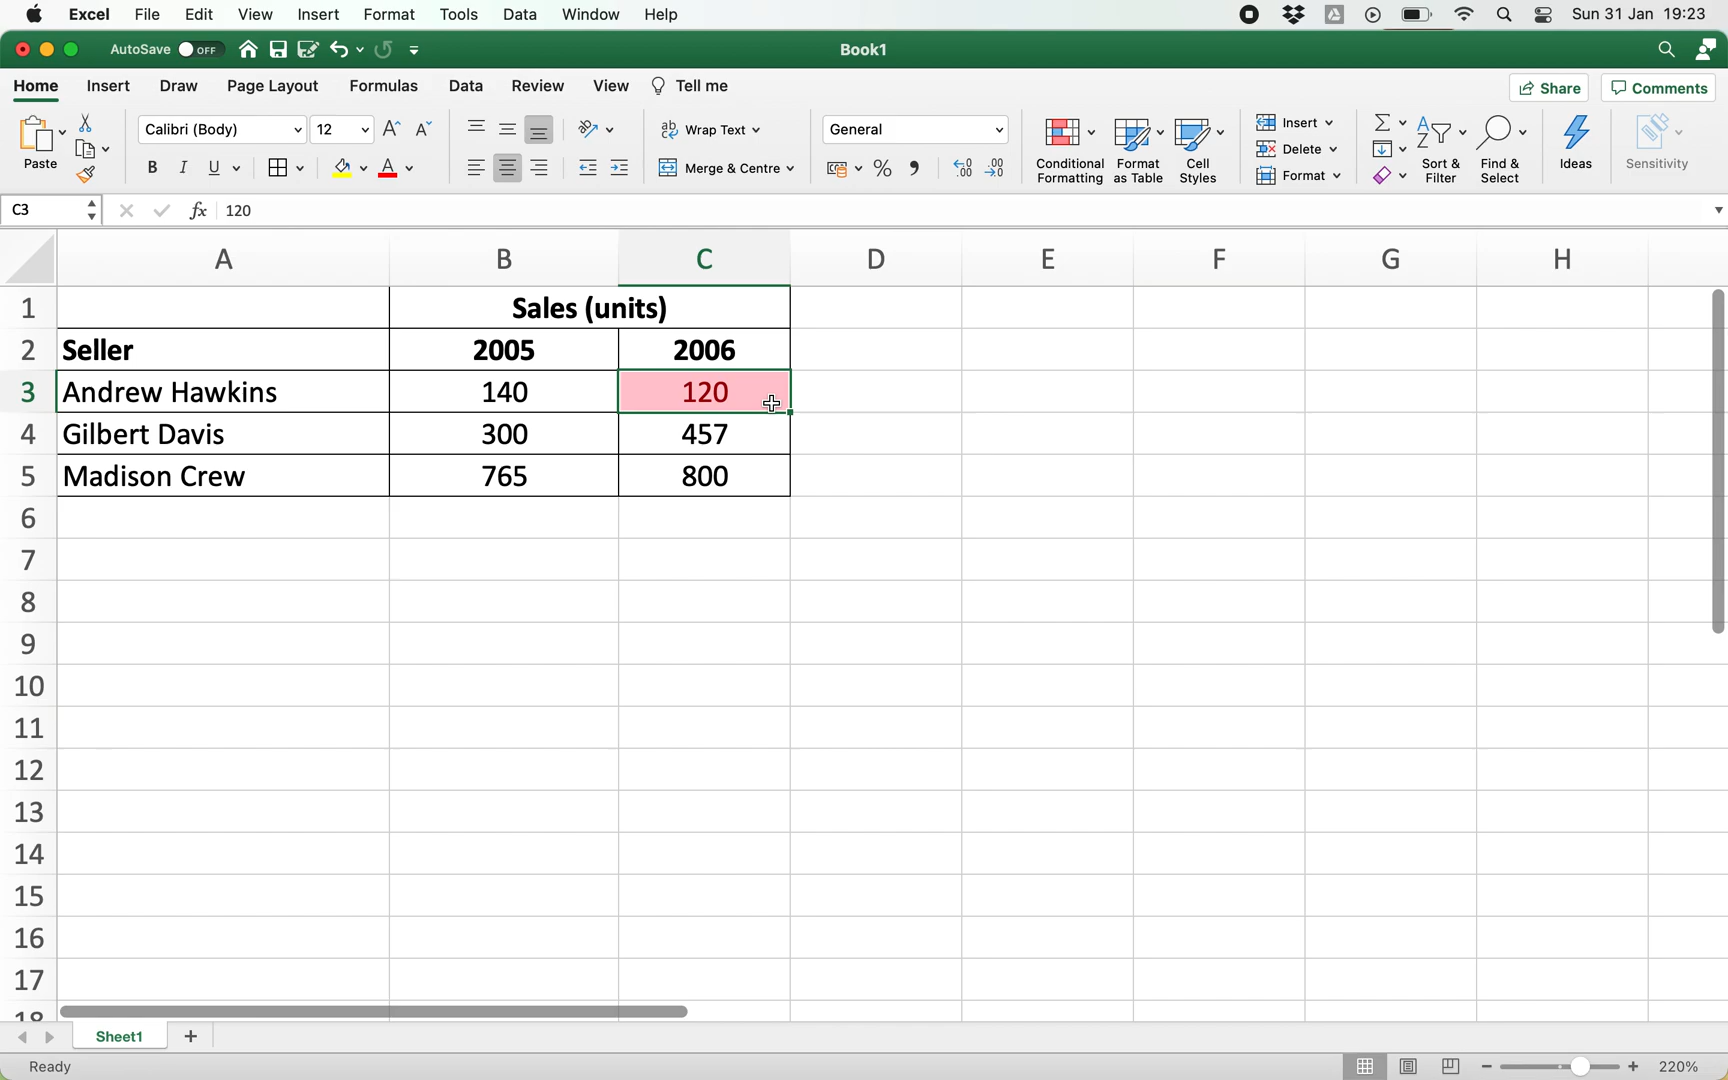 Excel File Edit View Insert Format Tools Data Window Help Sun 31 Jan 19:23
AutoSave OFF Book1
Home Insert Draw Page Layout Formulas Data Review View Tell me Share Comments
Paste Calibri (Body) 12 Wrap Text General Insert
B I U A Merge & Centre % Delete
Conditional Formatting Format as Table Cell Styles Format Sort & Filter Find & Select Ideas Sensitivity
C3 fx 120
A B C D E F G H
1 Sales (units)
2 Seller 2005 2006
3 Andrew Hawkins 140 120
4 Gilbert Davis 300 457
5 Madison Crew 765 800
6
7
8
9
10
11
12
13
14
15
16
17
18
Sheet1 +
Ready 220%